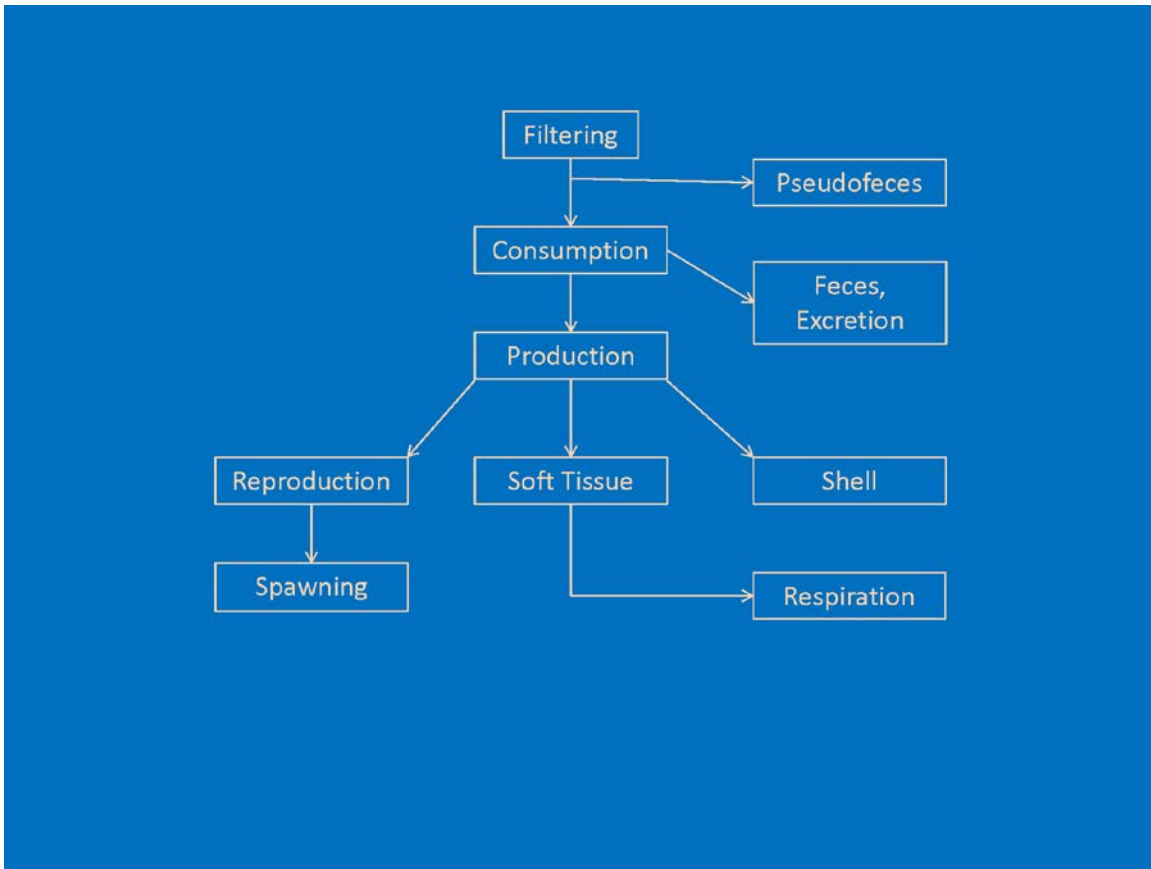 Filtering
Pseudofeces
Consumption
Feces,
Excretion
Production
Reproduction
Soft Tissue
Shell
Spawning
Respiration